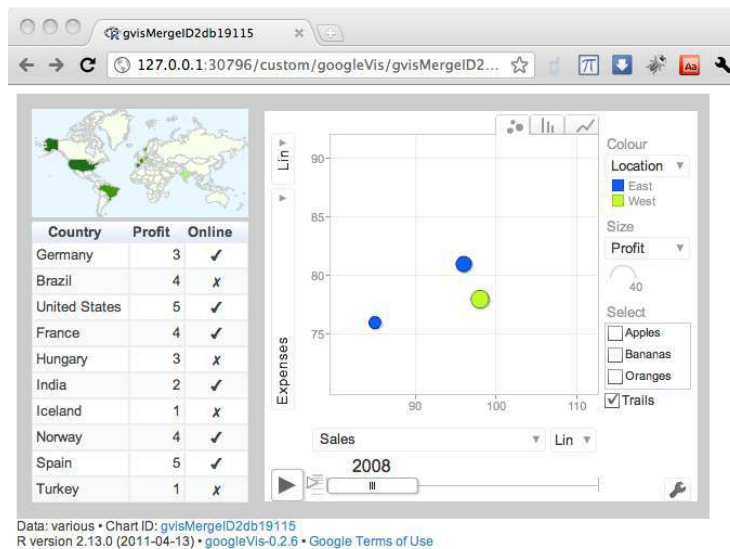 gvisMergeID2db19115
127.0.0.1:30796/custom/googleVis/gvisMergeID2...
π
Aa
Country Profit Online
Germany 3 ✓
Brazil 4 x
United States 5 ✓
France 4 ✓
Hungary 3 x
India 2 ✓
Iceland 1 x
Norway 4 ✓
Spain 5 ✓
Turkey 1 x
Lin
Expenses
90
85
80
75
90 100 110
Sales Lin
2008
Colour
Location
East
West
Size
Profit
40
Select
Apples
Bananas
Oranges
Trails
Data: various • Chart ID: gvisMergeID2db19115
R version 2.13.0 (2011-04-13) • googleVis-0.2.6 • Google Terms of Use